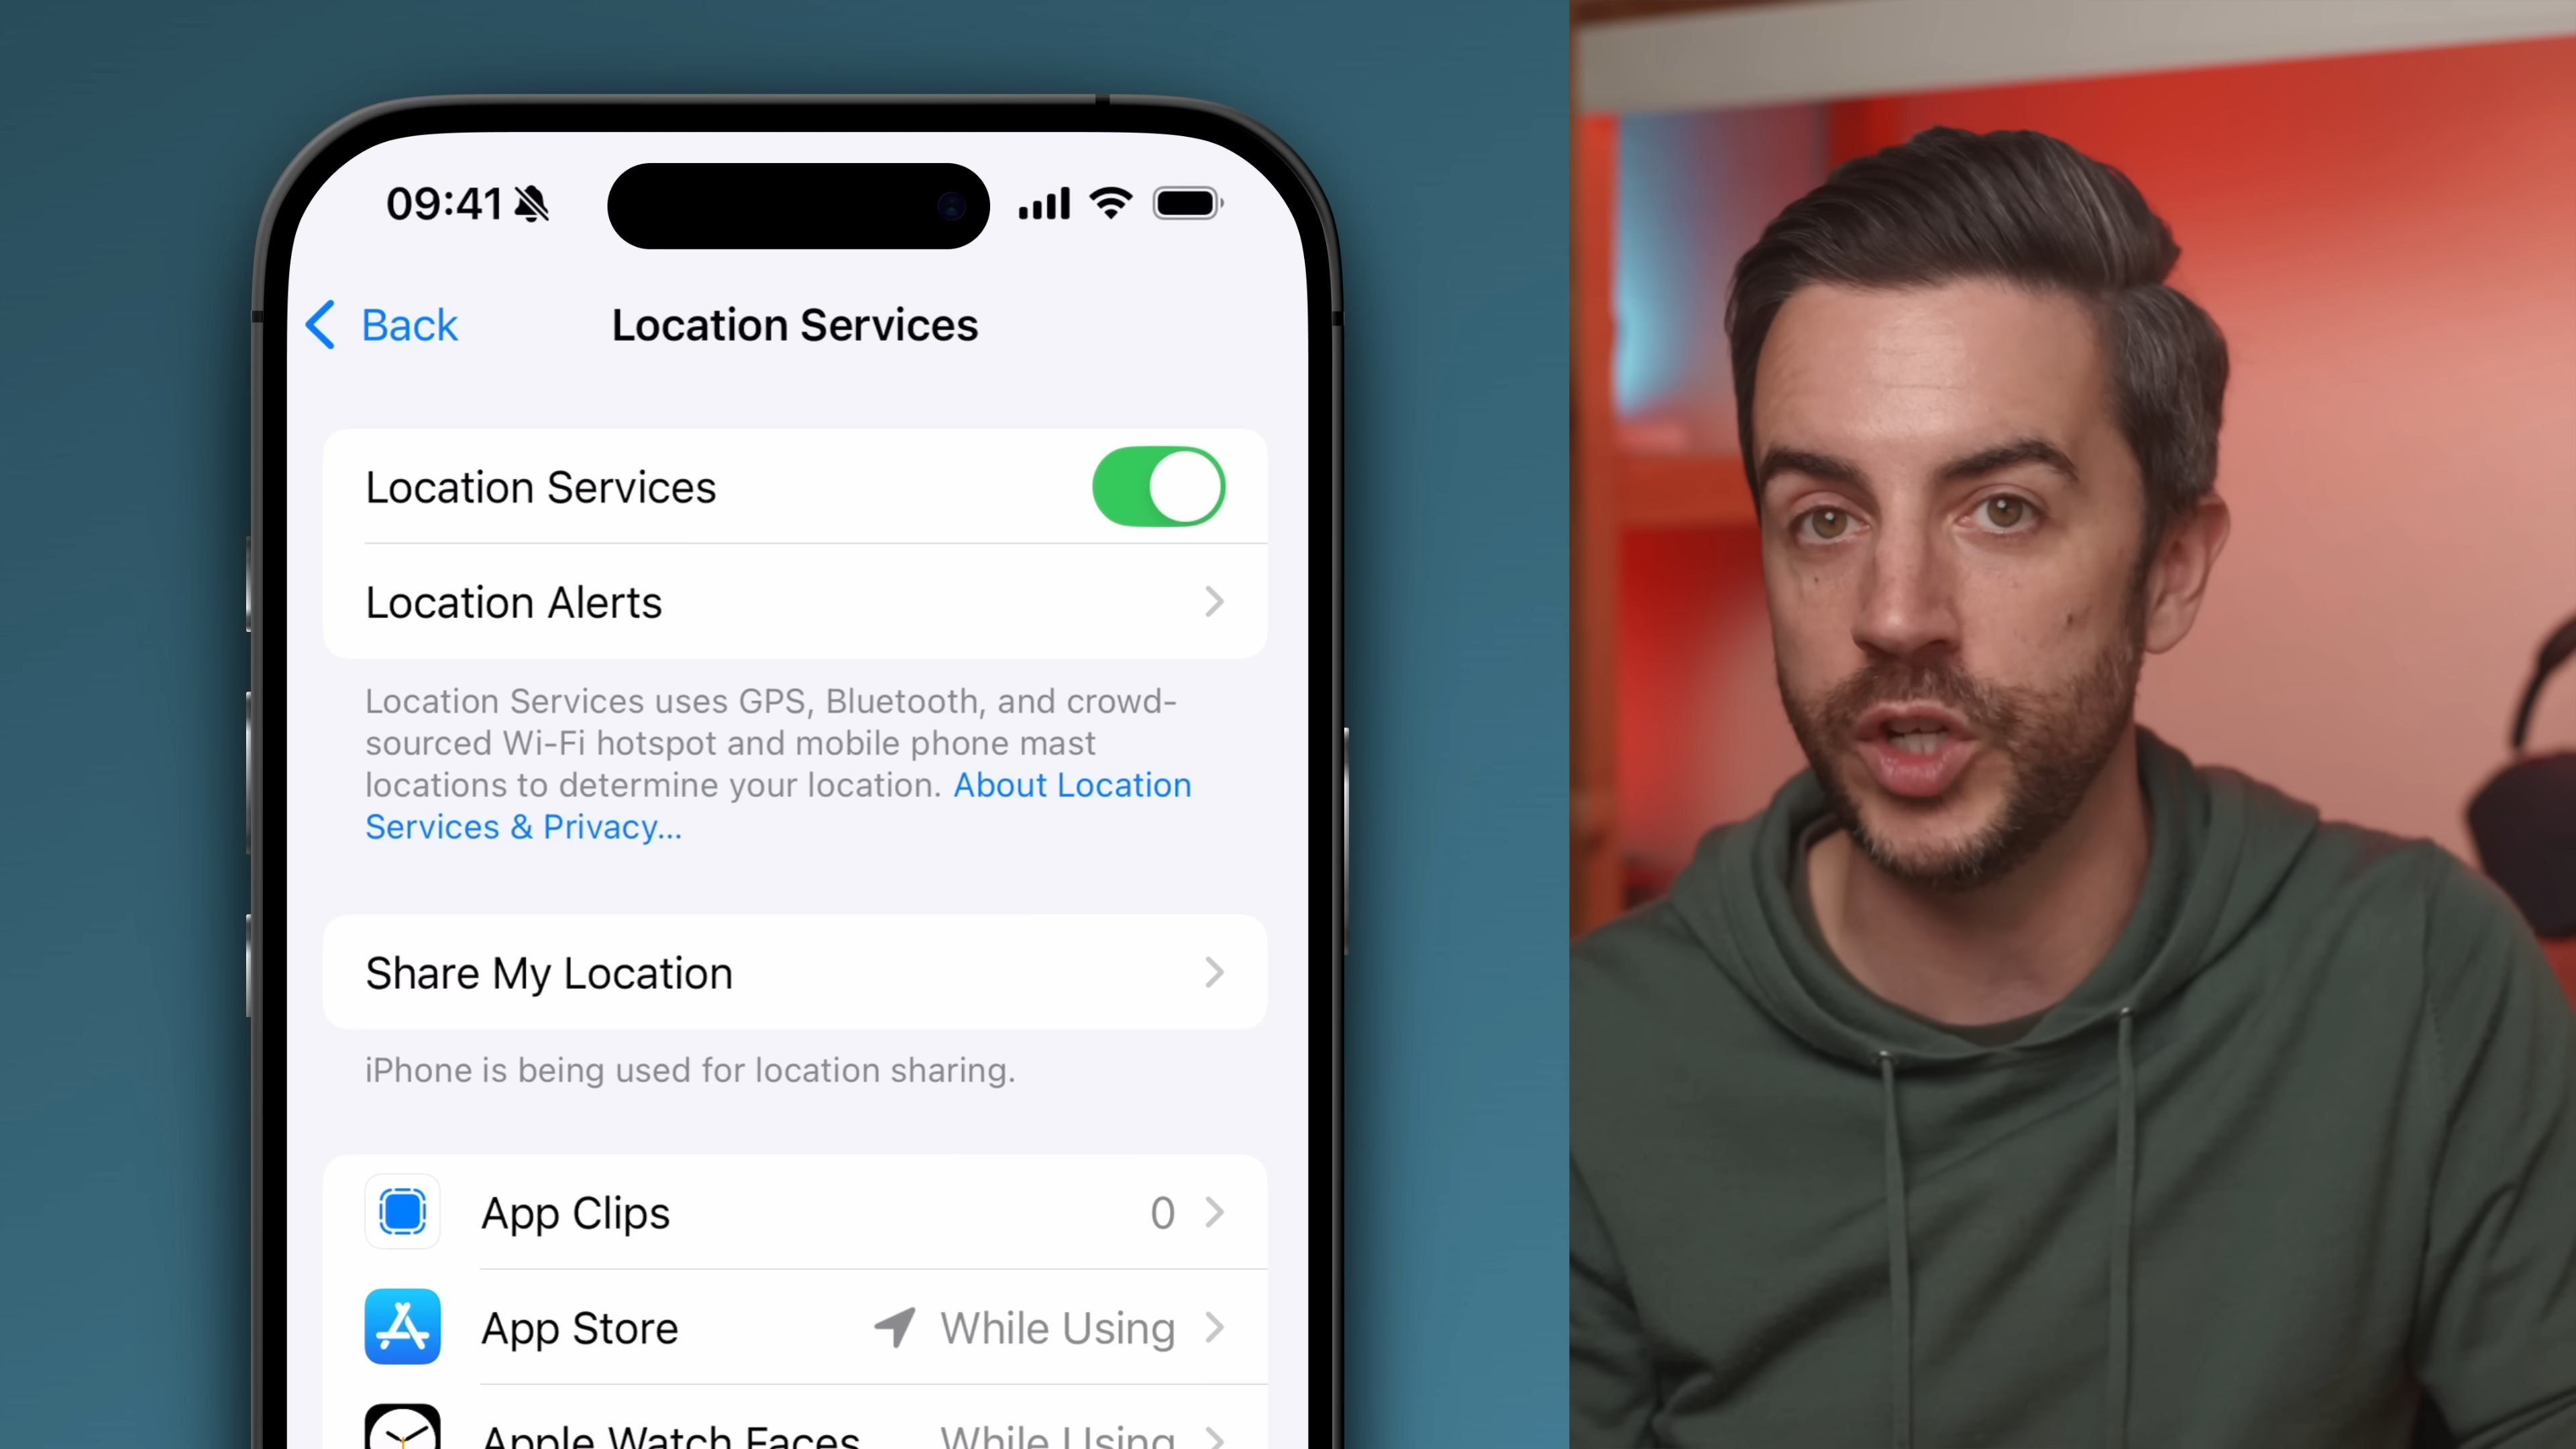 09:41
Back
Location Services
Location Services
Location Alerts
Location Services uses GPS, Bluetooth, and crowd-
sourced Wi-Fi hotspot and mobile phone mast
locations to determine your location. About Location
Services & Privacy...
Share My Location
iPhone is being used for location sharing.
App Clips 0
App Store While Using
Apple Watch Faces While Using